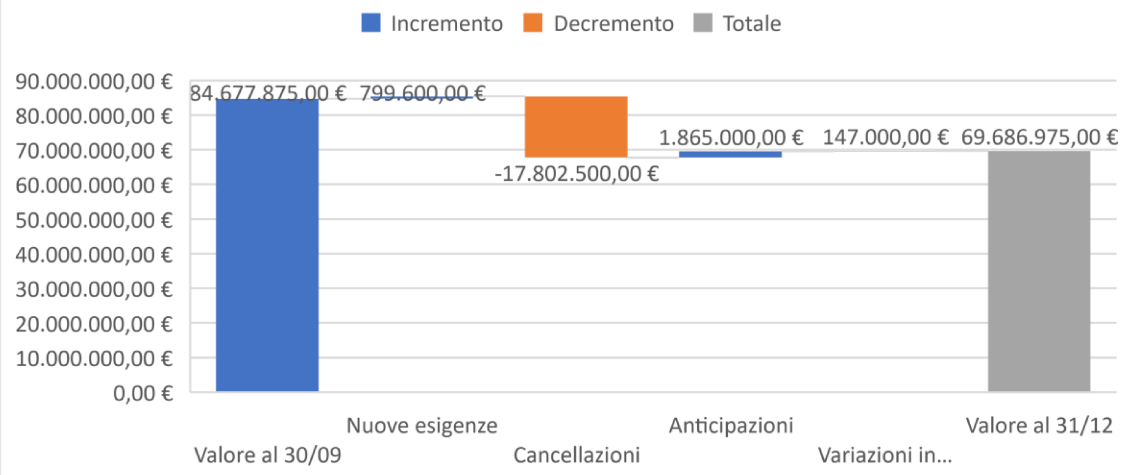 Incremento Decremento Totale
90.000.000,00 €
80.000.000,00 €
70.000.000,00 €
60.000.000,00 €
50.000.000,00 €
40.000.000,00 €
30.000.000,00 €
20.000.000,00 €
10.000.000,00 €
0,00 €
84.677.875,00 € 799.600,00 €
1.865.000,00 € 147.000,00 € 69.686.975,00 €
-17.802.500,00 €
Nuove esigenze Anticipazioni Valore al 31/12
Valore al 30/09 Cancellazioni Variazioni in...